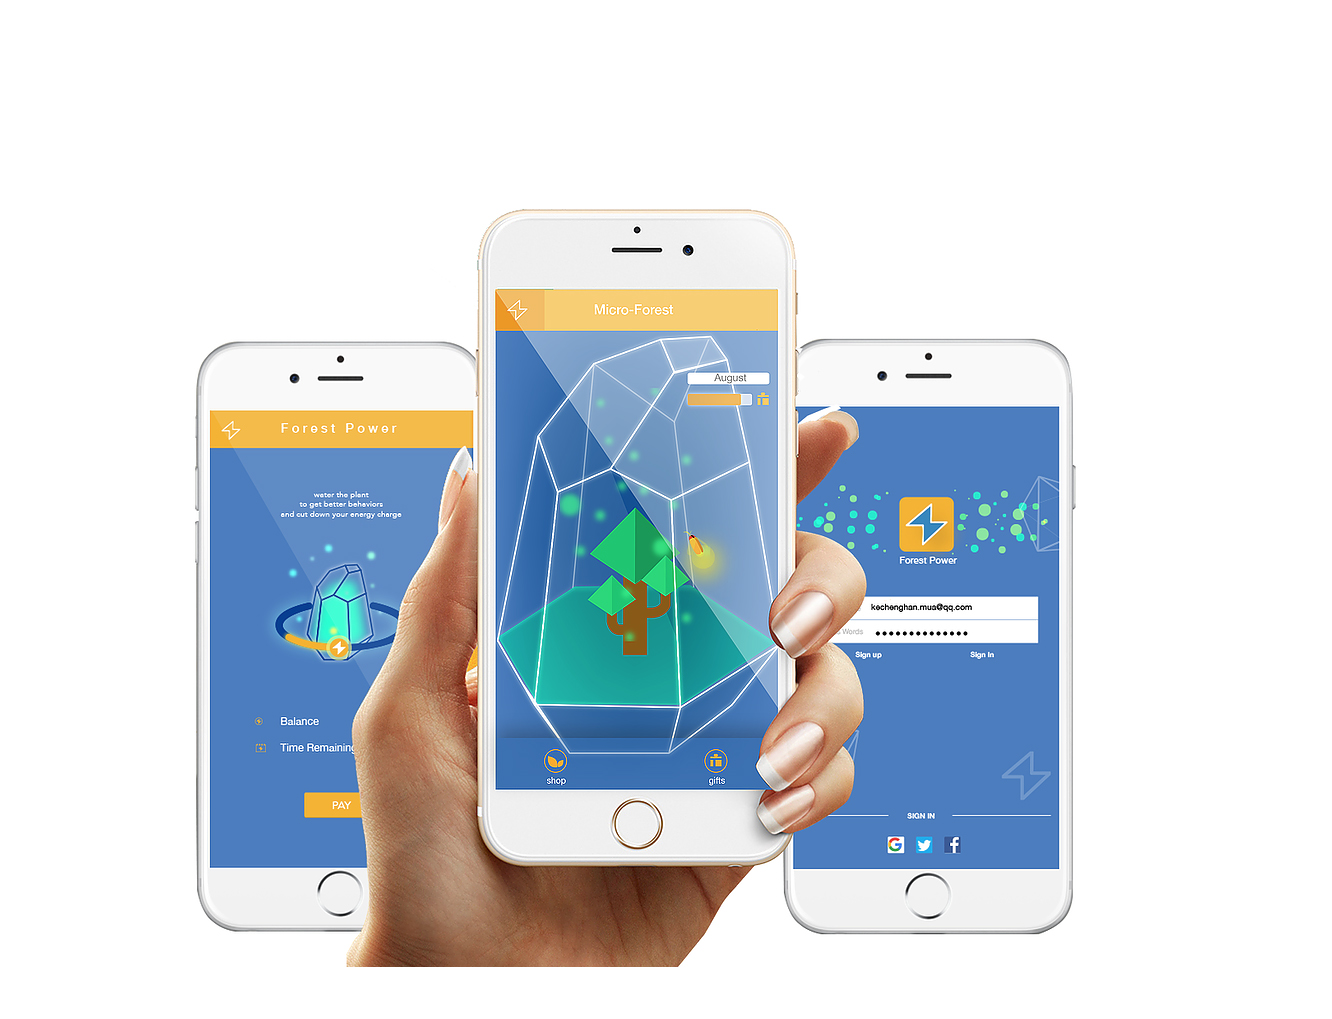 Forest Power
water the plant
to get better behaviors
and cut down your energy charge
Balance
Time Remaining
PAY
Micro-Forest
August
shop
gifts
Forest Power
kechenghan.mua@qq.com
Words
Sign up
Sign In
SIGN IN